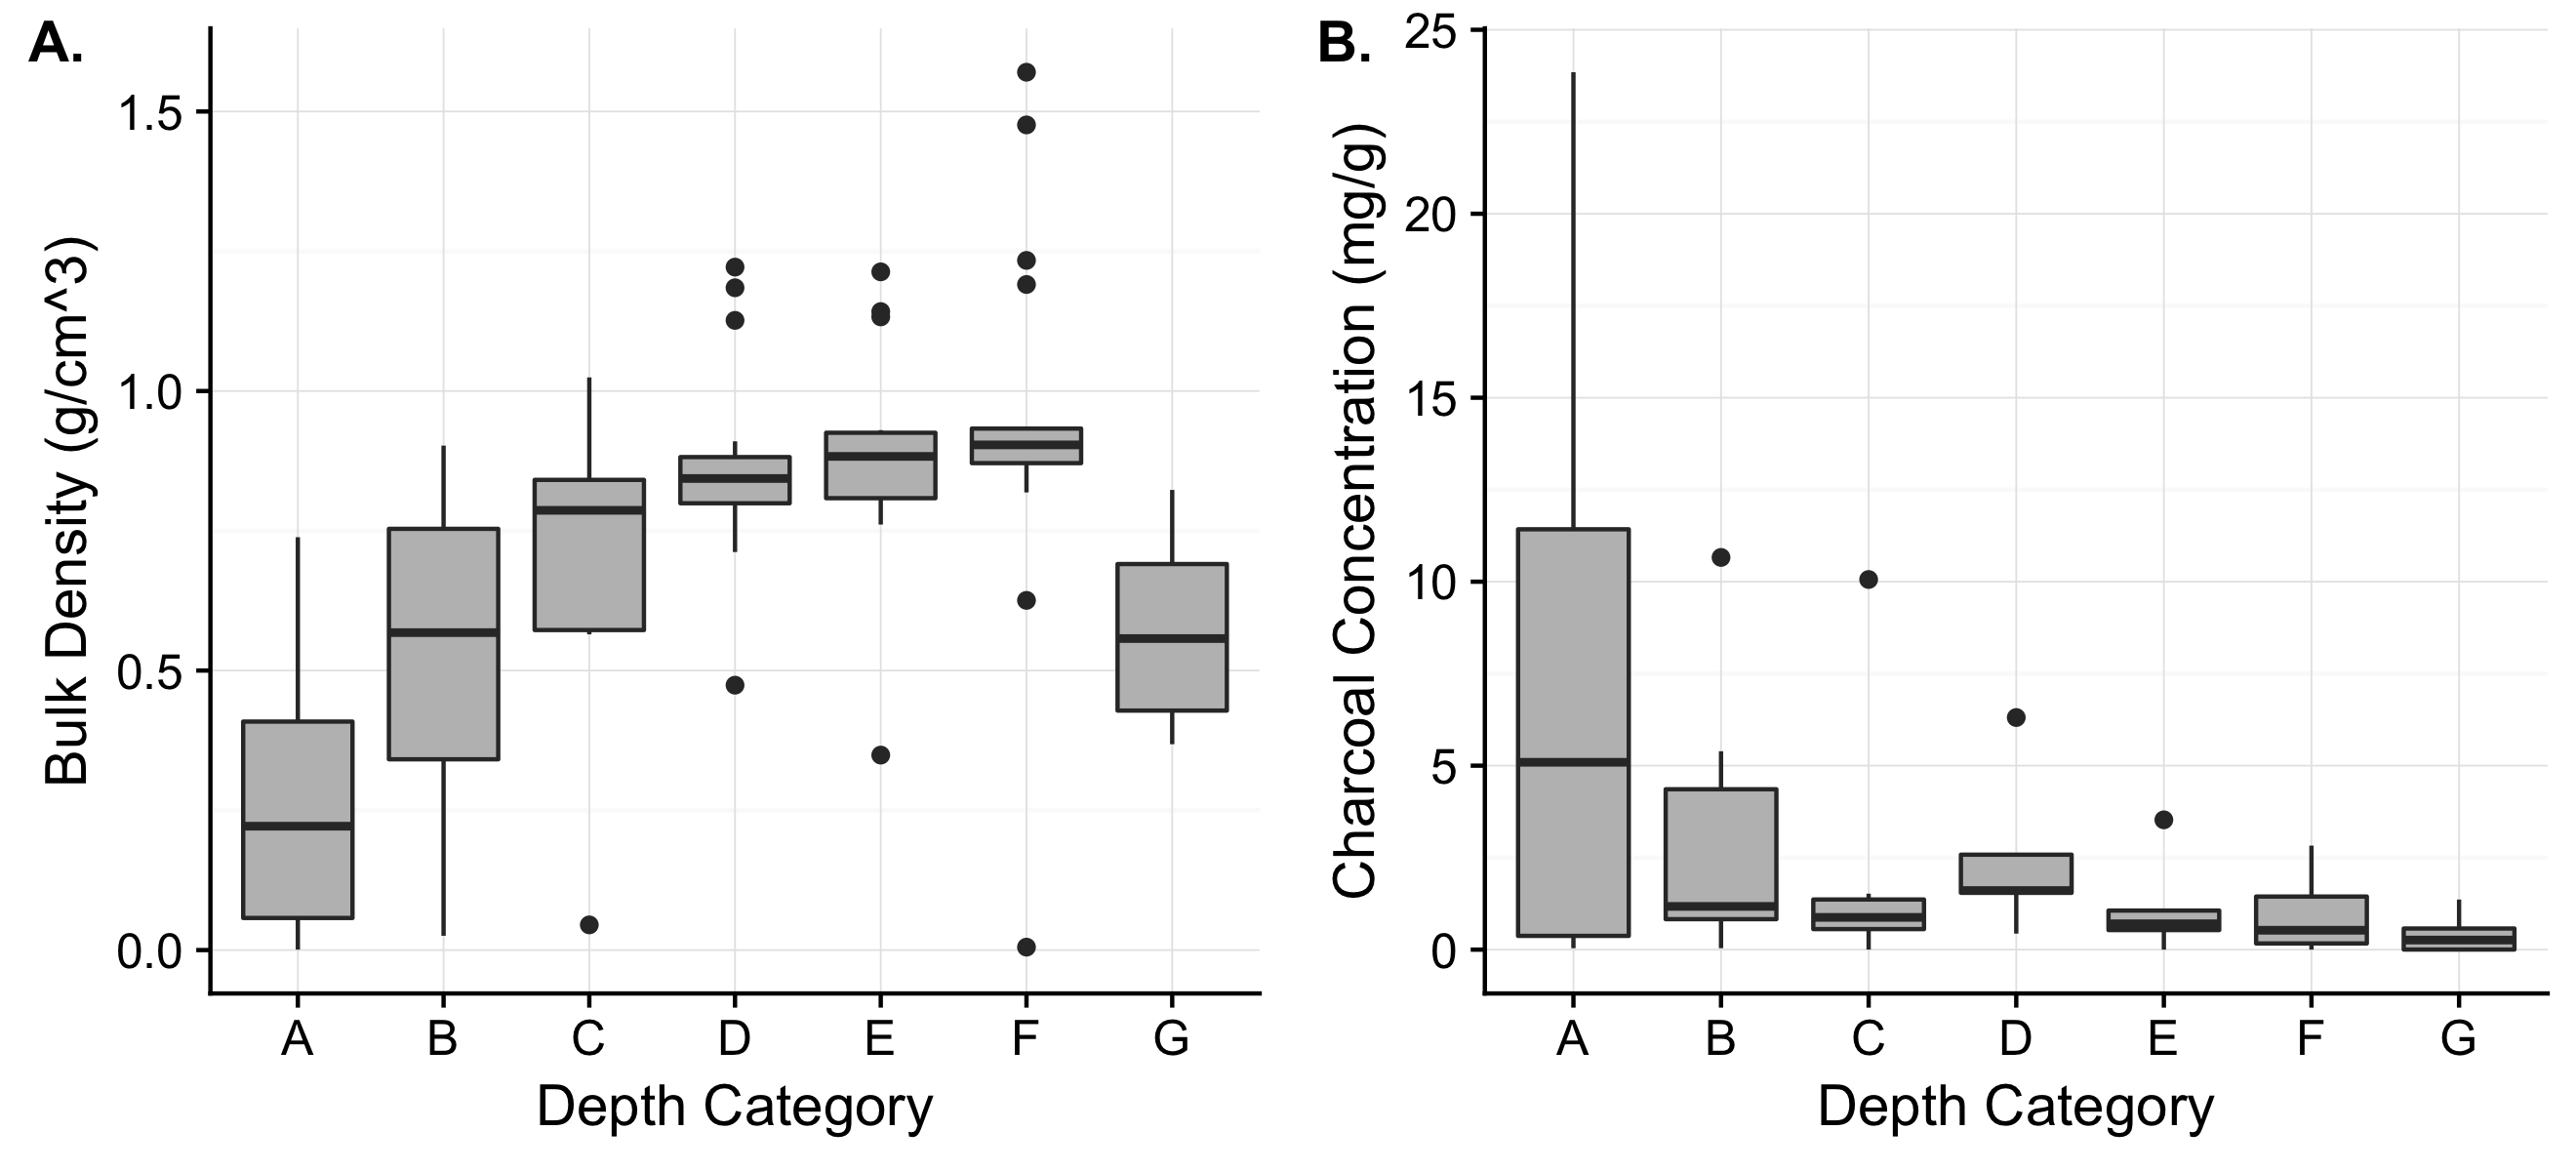 A.
Bulk Density (g/cm^3)
1.5
1.0
0.5
0.0
A B C D E F G
Depth Category
B.
Charcoal Concentration (mg/g)
25
20
15
10
5
0
A B C D E F G
Depth Category